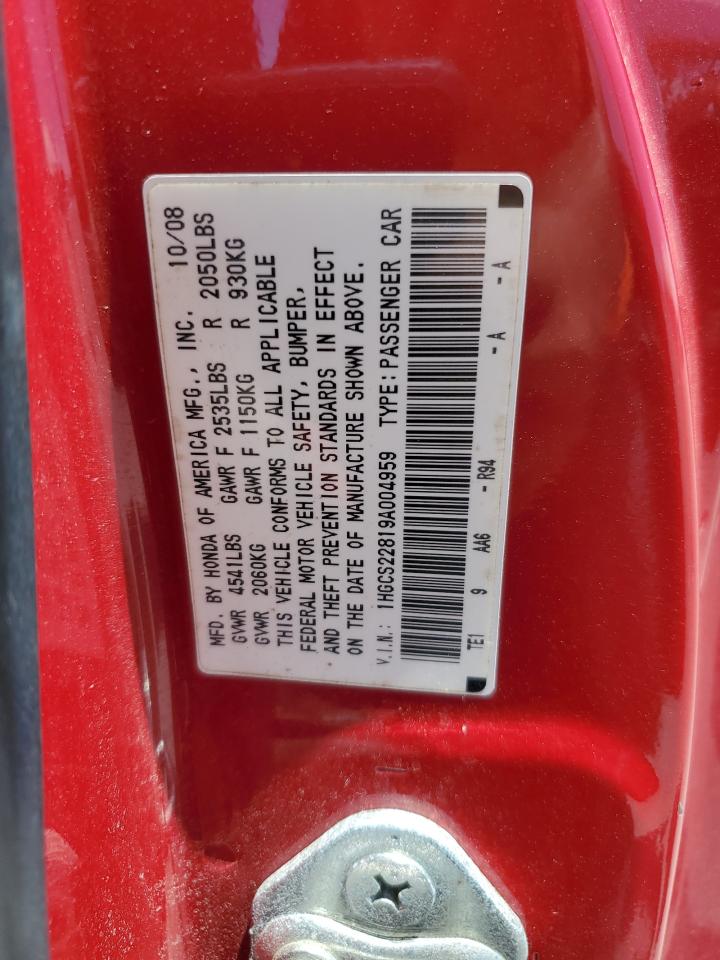 MFD. BY HONDA OF AMERICA MFG., INC. 10/08
GVWR 4541LBS GAWR F 2535LBS R 2050LBS
GVWR 2060KG GAWR F 1150KG R 930KG
THIS VEHICLE CONFORMS TO ALL APPLICABLE
FEDERAL MOTOR VEHICLE SAFETY, BUMPER,
AND THEFT PREVENTION STANDARDS IN EFFECT
ON THE DATE OF MANUFACTURE SHOWN ABOVE.
V.I.N.: 1HGCS22819A004959 TYPE: PASSENGER CAR
TE1 9 AA6 - R94 - A - A